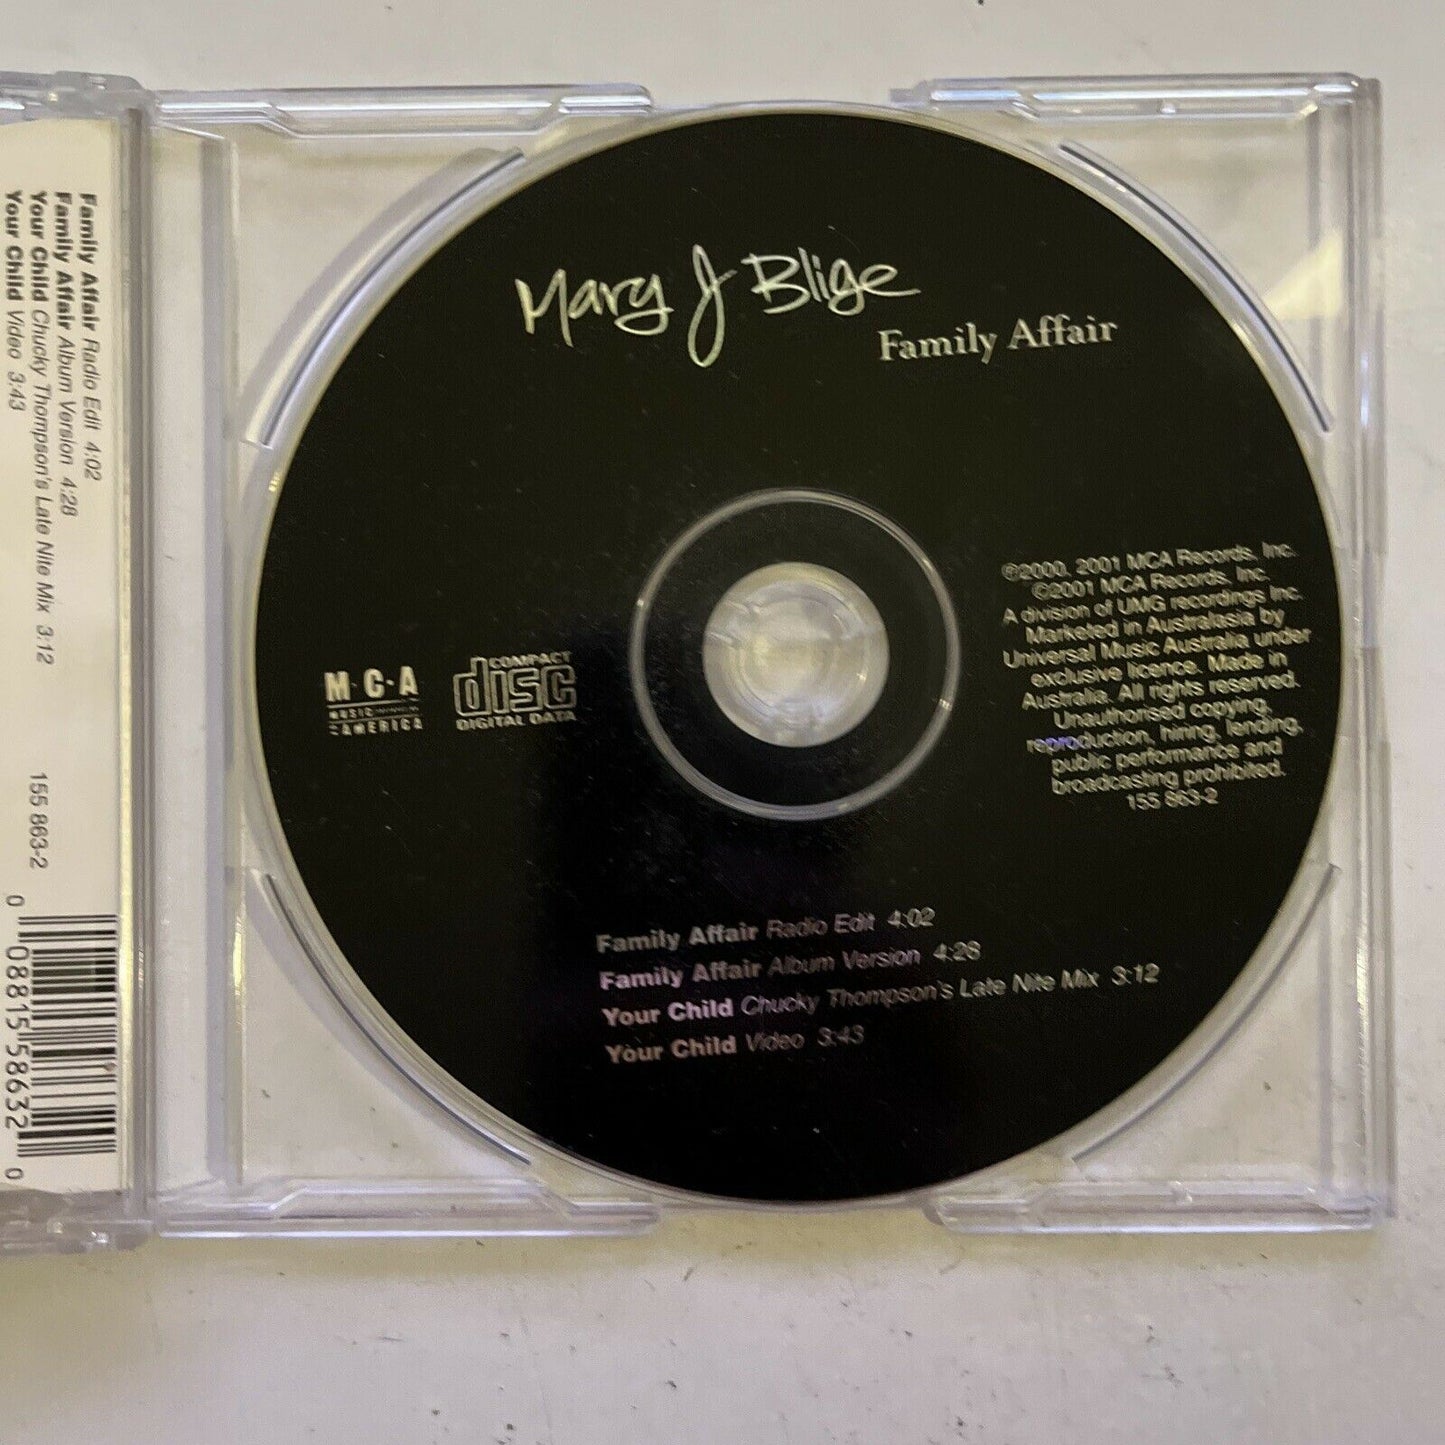 Family Affair Radio Edit 4:02
Family Affair Album Version 4:28
Your Child Chucky Thompson's Late Nite Mix 3:12
Your Child Video 3:43
155 863-2
0 08815 58632 0
Mary J Blige
Family Affair
M·C·A
MUSIC
AMERICA
COMPACT
disc
DIGITAL DATA
℗2000, 2001 MCA Records, Inc.
©2001 MCA Records, Inc.
A division of UMG recordings Inc.
Marketed in Australasia by
Universal Music Australia under
exclusive licence. Made in
Australia. All rights reserved.
Unauthorised copying,
reproduction, hiring, lending,
public performance and
broadcasting prohibited.
155 863-2
Family Affair Radio Edit 4:02
Family Affair Album Version 4:28
Your Child Chucky Thompson's Late Nite Mix 3:12
Your Child Video 3:43